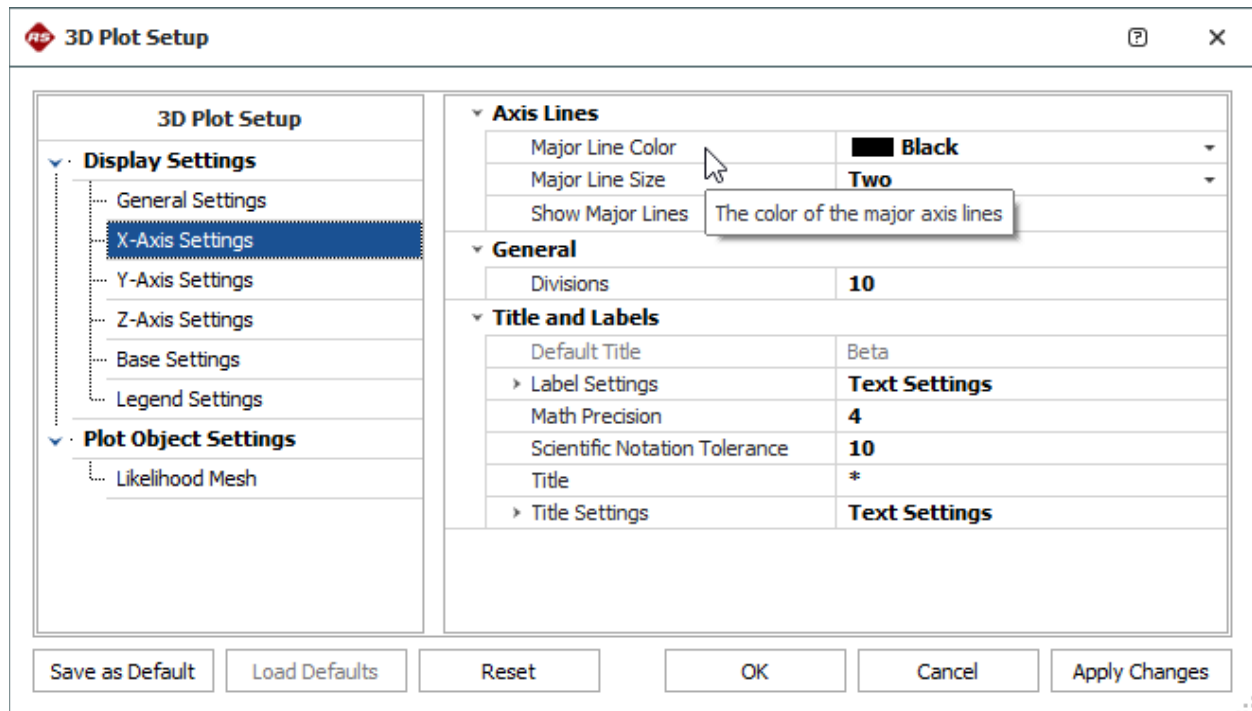 RS 3D Plot Setup
3D Plot Setup
Display Settings
General Settings
X-Axis Settings
Y-Axis Settings
Z-Axis Settings
Base Settings
Legend Settings
Plot Object Settings
Likelihood Mesh
Axis Lines
Major Line Color Black
Major Line Size Two
Show Major Lines
The color of the major axis lines
General
Divisions 10
Title and Labels
Default Title Beta
Label Settings Text Settings
Math Precision 4
Scientific Notation Tolerance 10
Title *
Title Settings Text Settings
Save as Default Load Defaults Reset OK Cancel Apply Changes